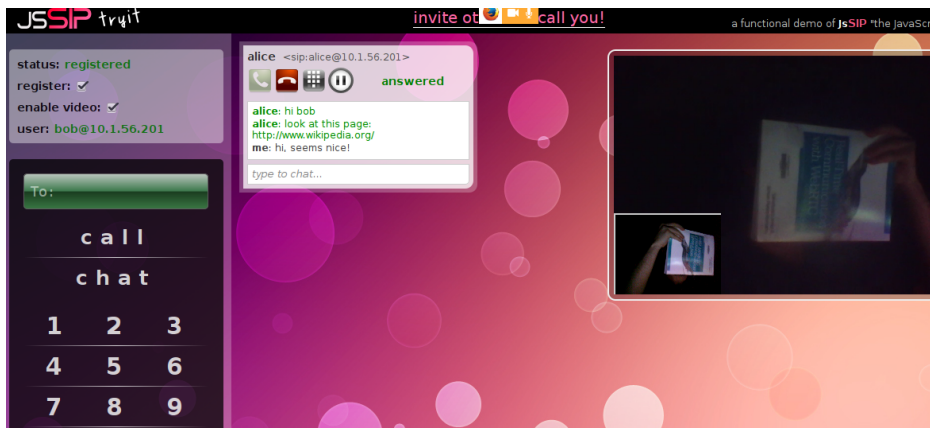 JSSIP tryit
invite ot call you!
a functional demo of JsSIP "the JavaScr
status: registered
register:
enable video:
user: bob@10.1.56.201
To:
call
chat
1 2 3
4 5 6
7 8 9
alice <sip:alice@10.1.56.201>
answered
alice: hi bob
alice: look at this page:
http://www.wikipedia.org/
me: hi, seems nice!
type to chat...